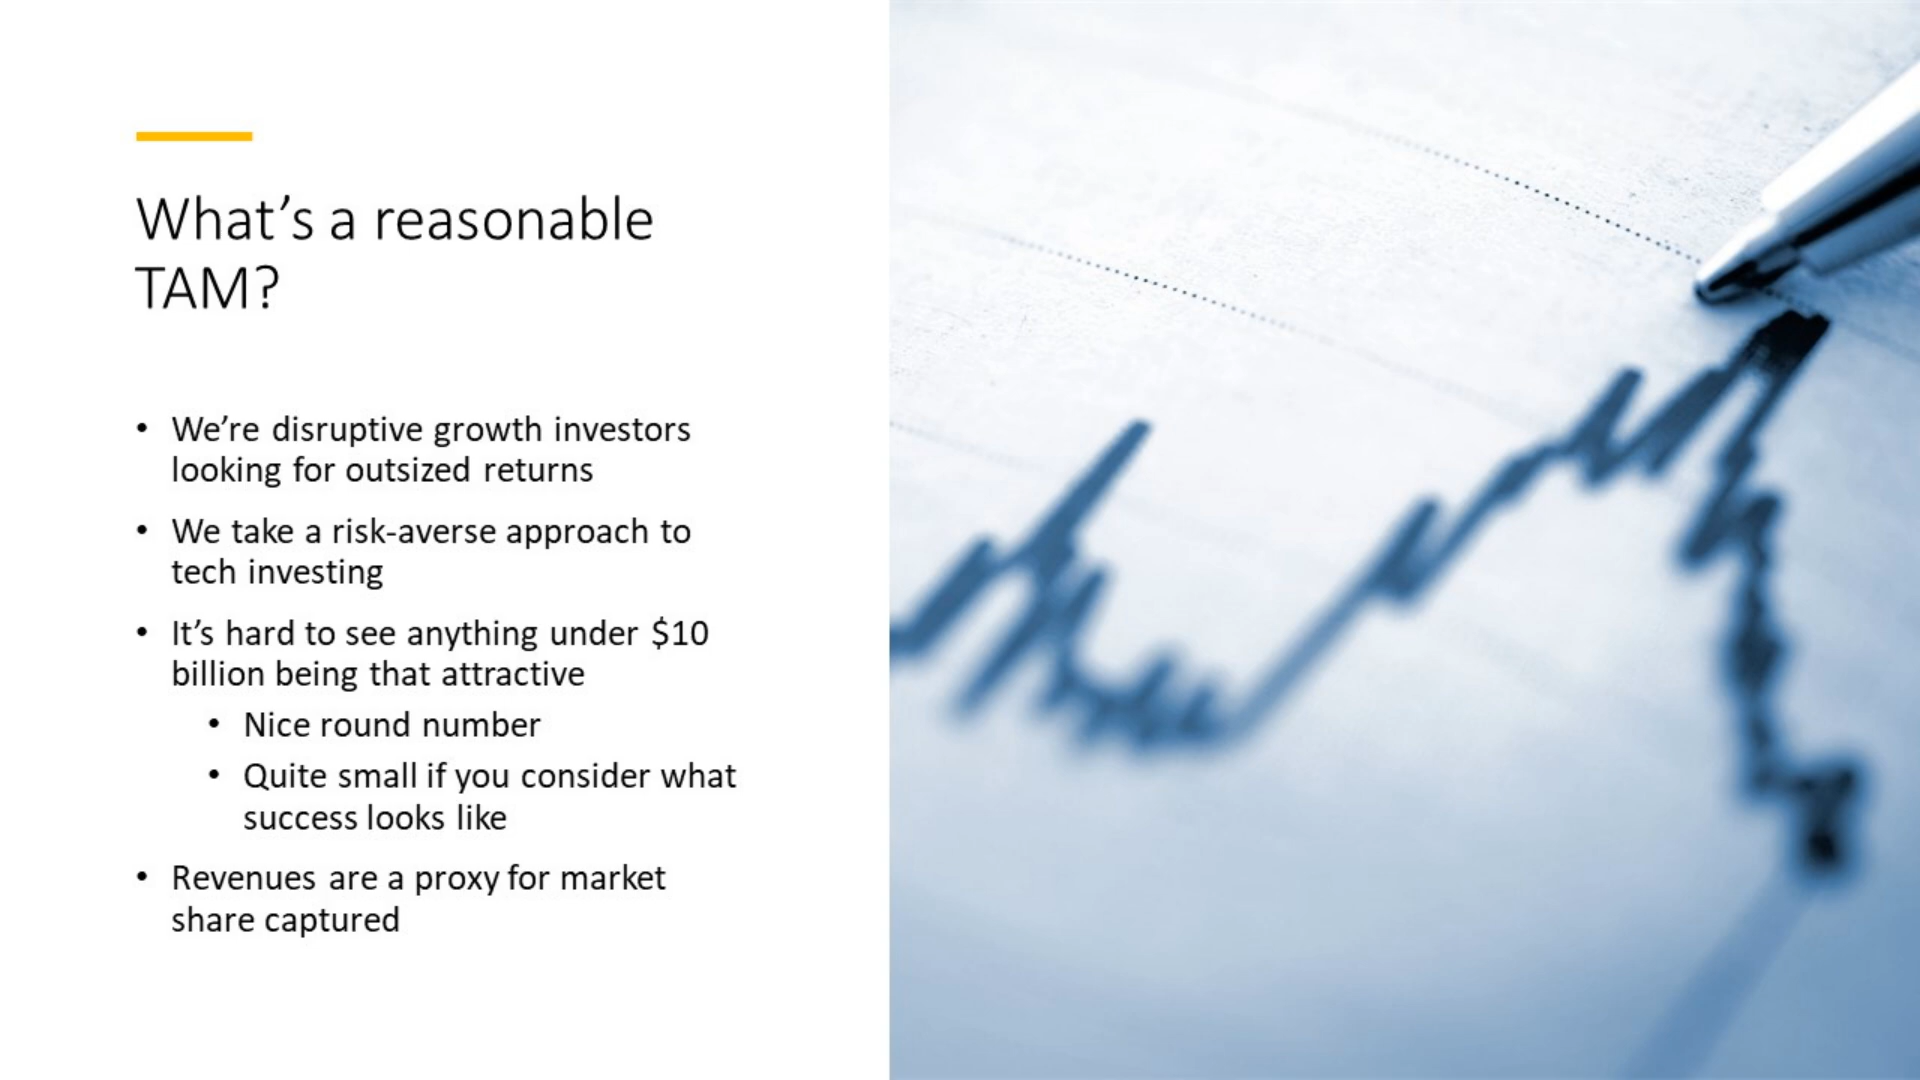 What’s a reasonable
TAM?
• We’re disruptive growth investors
looking for outsized returns
• We take a risk-averse approach to
tech investing
• It’s hard to see anything under $10
billion being that attractive
• Nice round number
• Quite small if you consider what
success looks like
• Revenues are a proxy for market
share captured